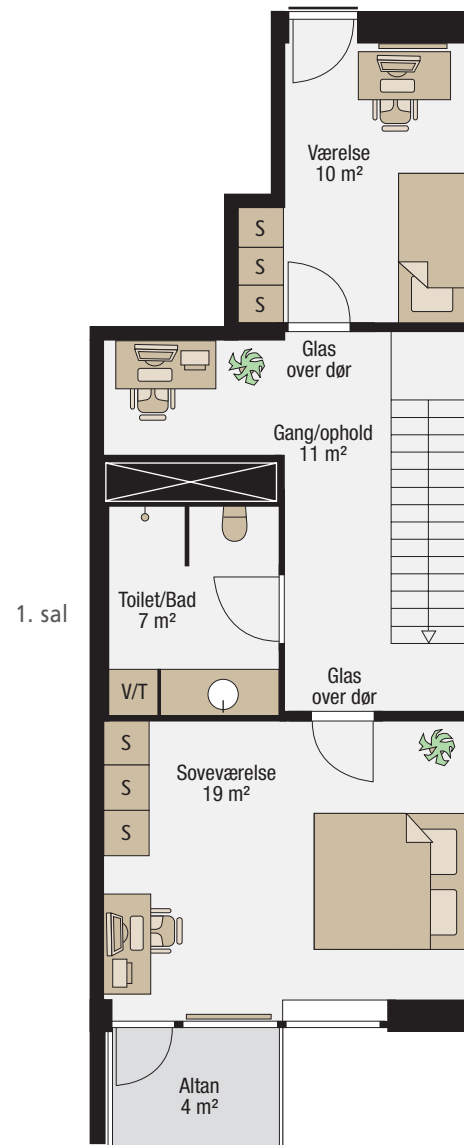 Værelse
10 m²
S
S
S
Glas
over dør
Gang/ophold
11 m²
1. sal
Toilet/Bad
7 m²
V/T
Glas
over dør
S
S
S
Soveværelse
19 m²
Altan
4 m²